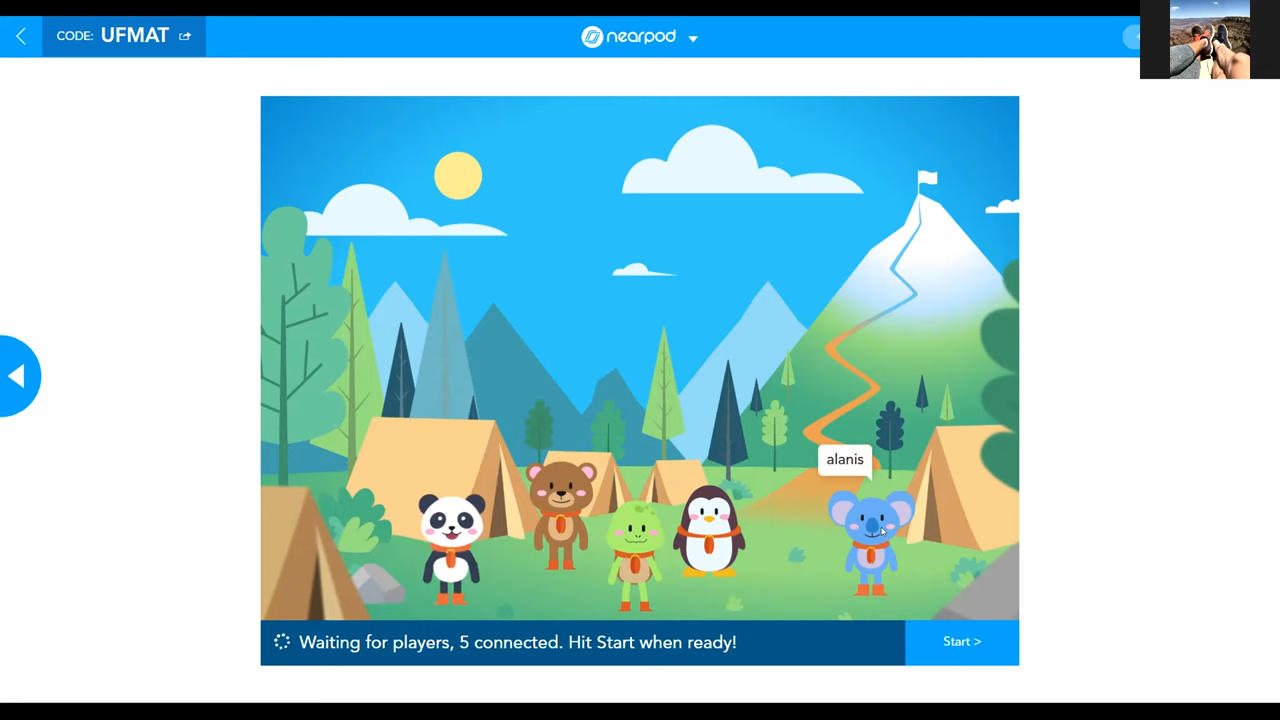 CODE: UFMAT
nearpod
alanis
Waiting for players, 5 connected. Hit Start when ready!
Start >